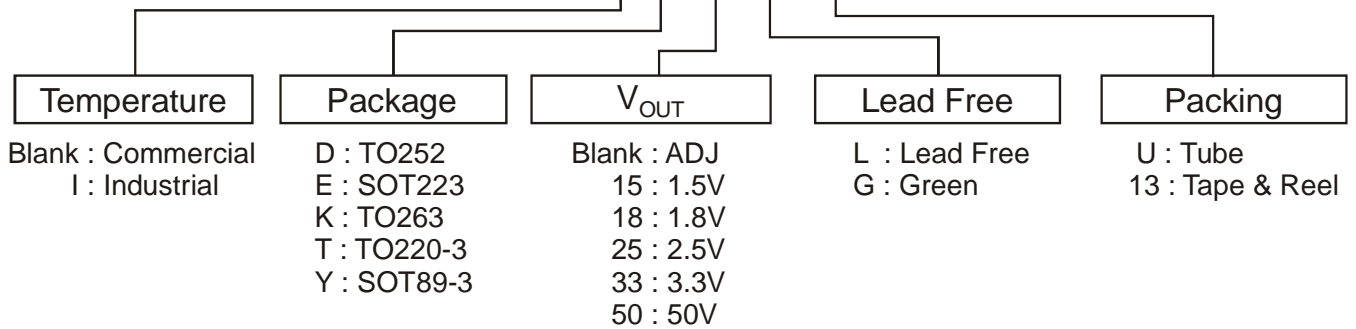 Temperature
Package
VOUT
Lead Free
Packing
Blank : Commercial
I : Industrial
D : TO252
E : SOT223
K : TO263
T : TO220-3
Y : SOT89-3
Blank : ADJ
15 : 1.5V
18 : 1.8V
25 : 2.5V
33 : 3.3V
50 : 50V
L : Lead Free
G : Green
U : Tube
13 : Tape & Reel